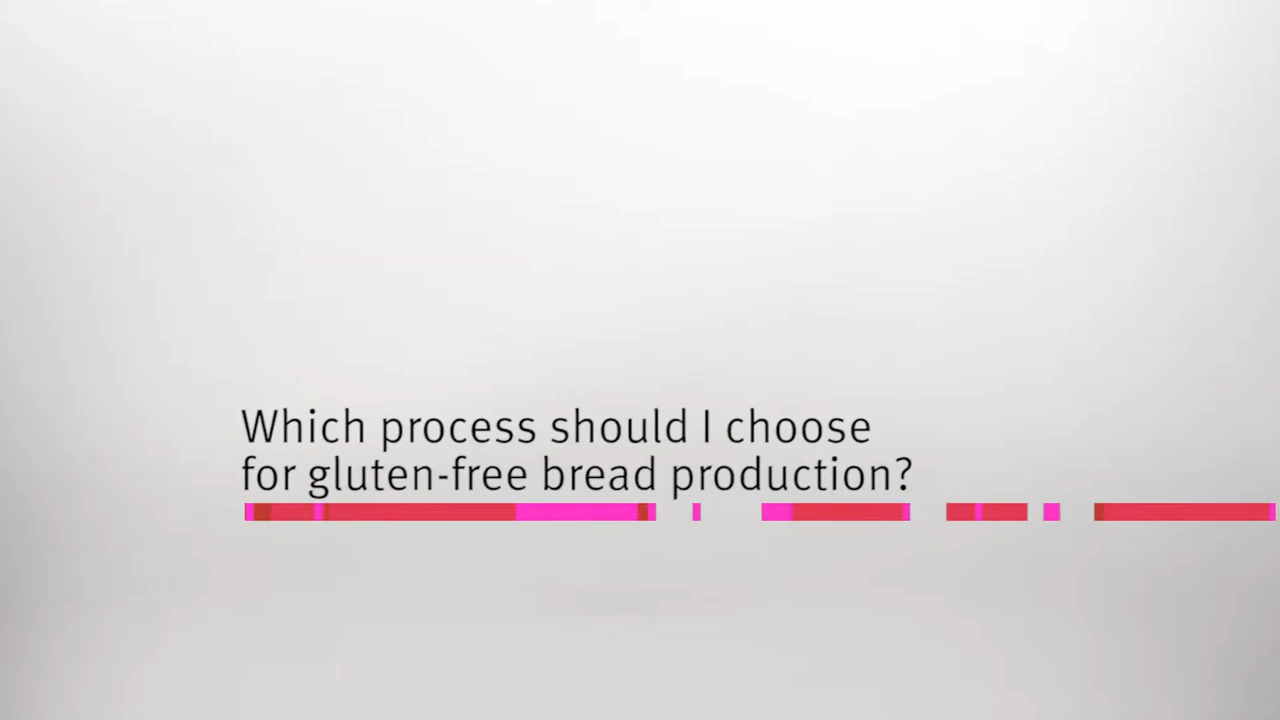 Which process should I choose
for gluten-free bread production?